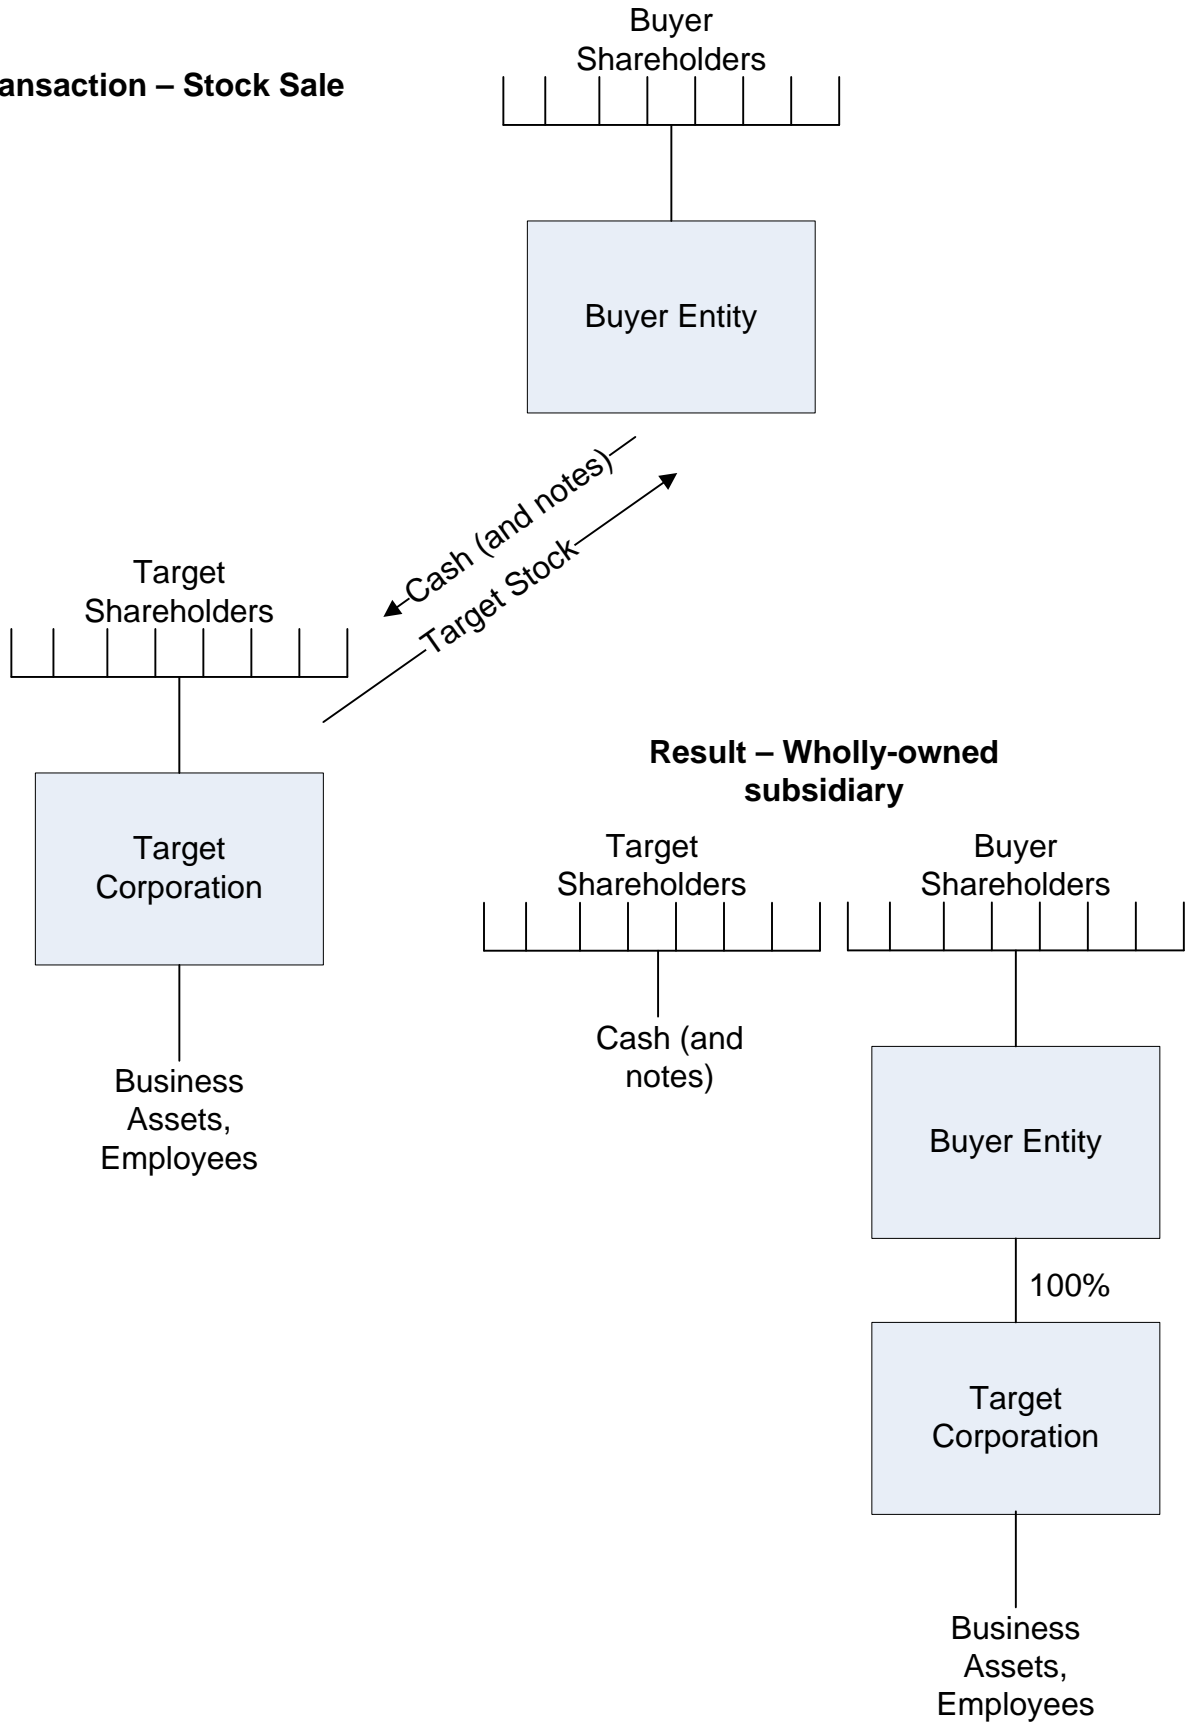 ansaction – Stock Sale
Buyer
Shareholders
Buyer Entity
Cash (and notes)
Target Stock
Target
Shareholders
Target
Corporation
Business
Assets,
Employees
Result – Wholly-owned
subsidiary
Target
Shareholders
Cash (and
notes)
Buyer
Shareholders
Buyer Entity
100%
Target
Corporation
Business
Assets,
Employees